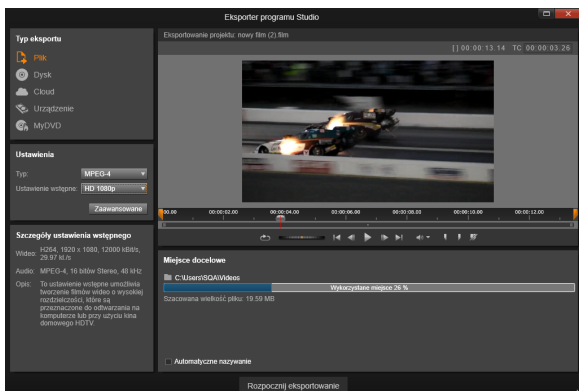 Eksporter programu Studio
Typ eksportu
Plik
Dysk
Cloud
Urządzenie
MyDVD
Ustawienia
Typ: MPEG-4
Ustawienie wstępne: HD 1080p
Zaawansowane
Szczegóły ustawienia wstępnego
Wideo: H264, 1920 x 1080, 12000 kBit/s,
29.97 kl./s
Audio: MPEG-4, 16 bitów Stereo, 48 kHz
Opis: To ustawienie wstępne umożliwia
tworzenie filmów wideo o wysokiej
rozdzielczości, które są
przeznaczone do odtwarzania na
komputerze lub przy użyciu kina
domowego HDTV.
Eksportowanie projektu: nowy film (2) film
[ ] 00:00:13.14 TC 00:00:03.26
00.00 00:00:02.00 00:00:04.00 00:00:06.00 00:00:08.00 00:00:10.00 00:00:12.00
Miejsce docelowe
C:\Users\SQA\Videos
Wykorzystane miejsce 26 %
Szacowana wielkość pliku: 19.59 MB
Automatyczne nazywanie
Rozpocznij eksportowanie